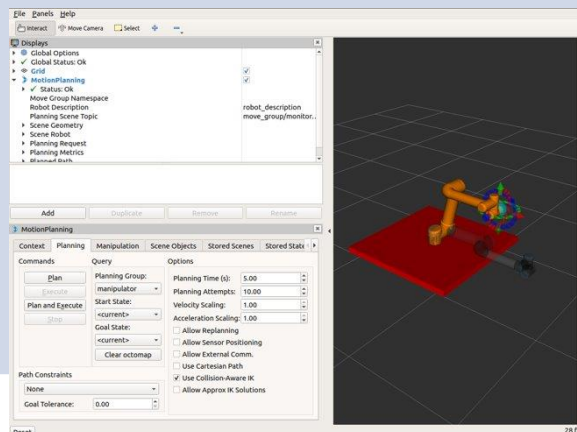 File Panels Help
Interact Move Camera Select
Displays
Global Options
Global Status: Ok
Grid
MotionPlanning
Status: Ok
Move Group Namespace
Robot Description robot_description
Planning Scene Topic move_group/monitor...
Scene Geometry
Scene Robot
Planning Request
Planning Metrics
Planned Path
Add Duplicate Remove Rename
MotionPlanning
Context Planning Manipulation Scene Objects Stored Scenes Stored State
Commands Query Options
Plan Planning Group: Planning Time (s): 5.00
Execute manipulator Planning Attempts: 10.00
Plan and Execute Start State: Velocity Scaling: 1.00
Stop <current> Acceleration Scaling: 1.00
Goal State: Allow Replanning
<current> Allow Sensor Positioning
Clear octomap Allow External Comm.
Path Constraints Use Cartesian Path
None Use Collision-Aware IK
Goal Tolerance: 0.00 Allow Approx IK Solutions
Reset